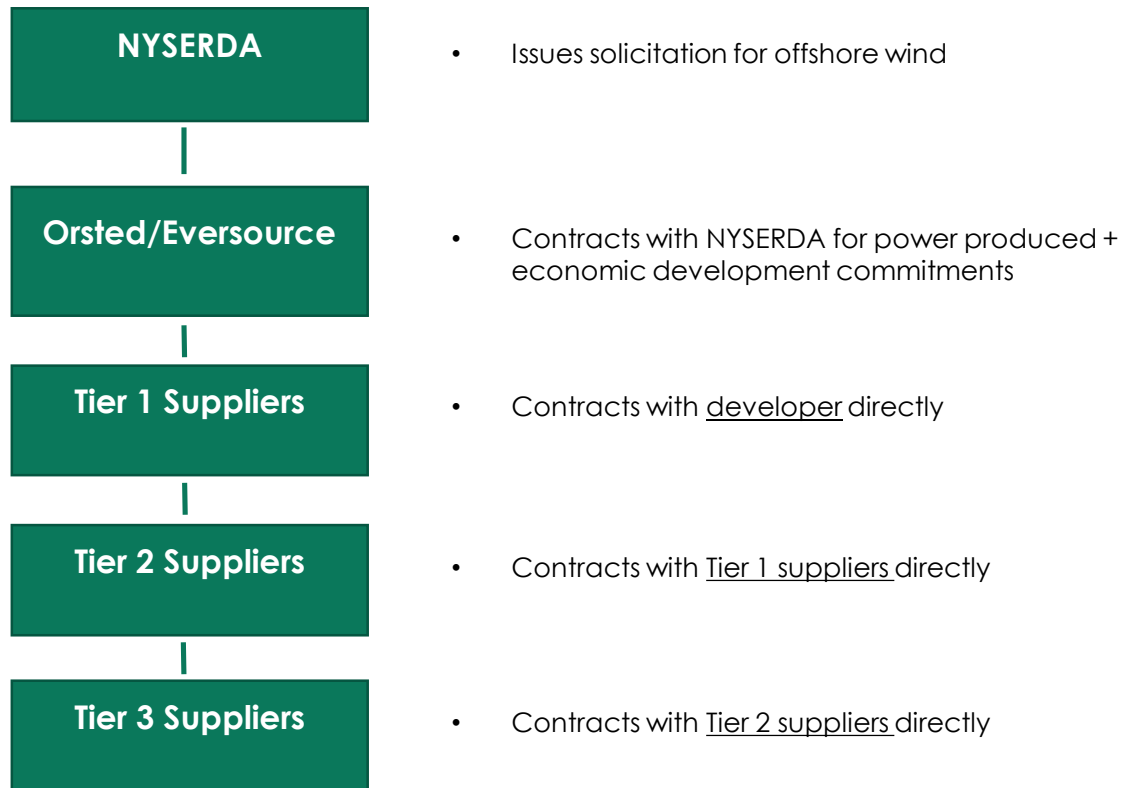 NYSERDA
• Issues solicitation for offshore wind
Orsted/Eversource
• Contracts with NYSERDA for power produced +
economic development commitments
Tier 1 Suppliers
• Contracts with developer directly
Tier 2 Suppliers
• Contracts with Tier 1 suppliers directly
Tier 3 Suppliers
• Contracts with Tier 2 suppliers directly